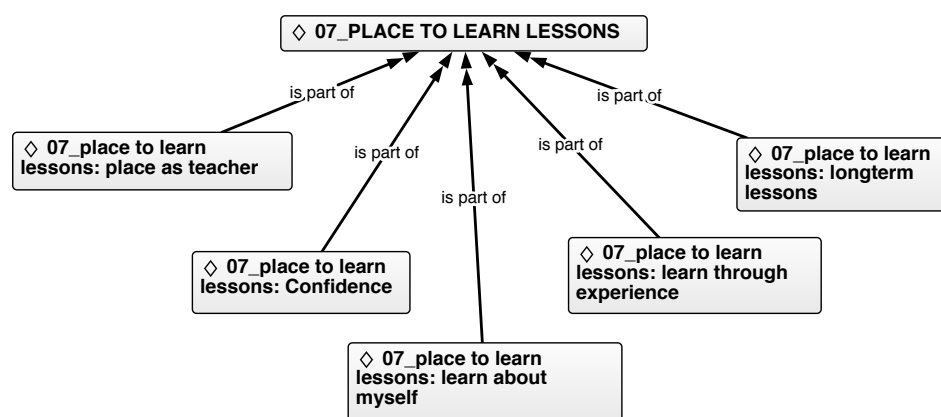 ◇ 07_PLACE TO LEARN LESSONS
is part of
is part of
is part of
is part of
is part of
◇ 07_place to learn
lessons: place as teacher
◇ 07_place to learn
lessons: longterm
lessons
◇ 07_place to learn
lessons: Confidence
◇ 07_place to learn
lessons: learn through
experience
◇ 07_place to learn
lessons: learn about
myself